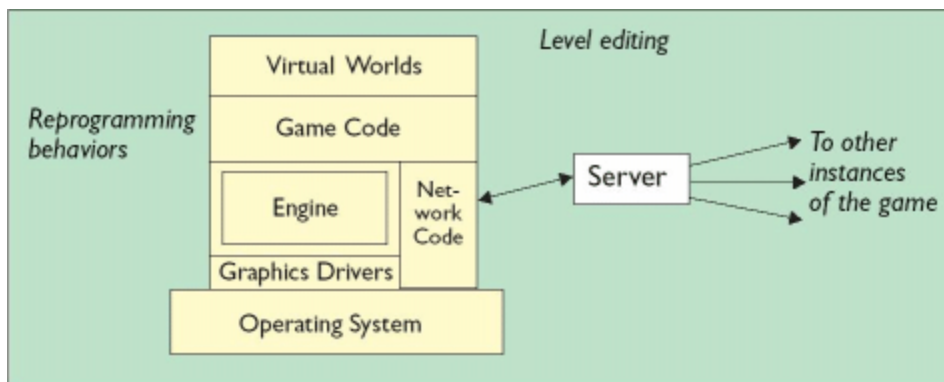 Level editing
Virtual Worlds
Reprogramming
behaviors
Game Code
Engine
Net-
work
Code
Graphics Drivers
Operating System
Server
To other
instances
of the game